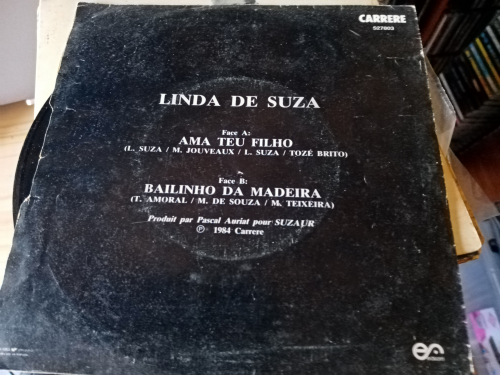 CARRERE
527803
LINDA DE SUZA
Face A:
AMA TEU FILHO
(L. SUZA / M. JOUVEAUX / L. SUZA / TOZÉ BRITO)
Face B:
BAILINHO DA MADEIRA
(T. AMORAL / M. DE SOUZA / M. TEIXEIRA)
Produit par Pascal Auriat pour SUZAUR
Ⓟ 1984 Carrere